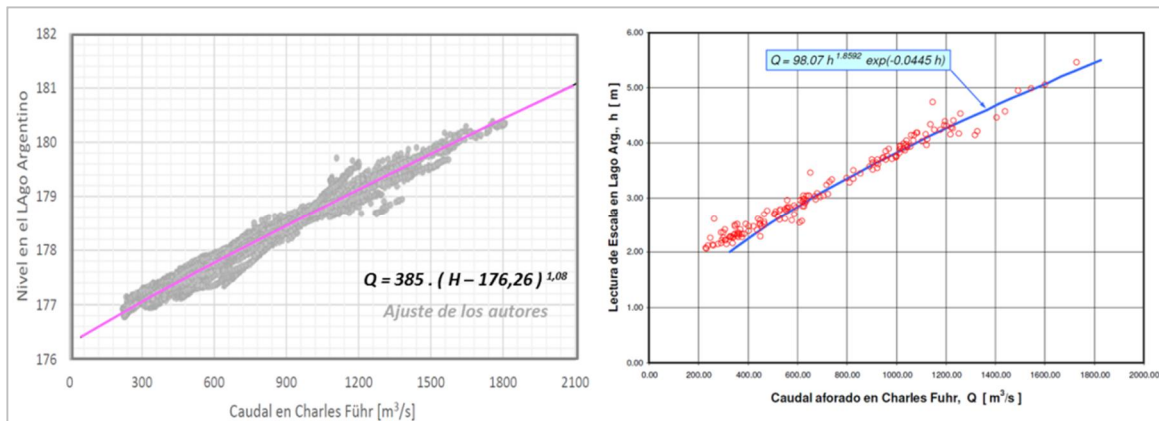 182
181
180
179
178
177
176
Nivel en el LAgo Argentino
Q = 385 . ( H – 176,26 ) 1,08
Ajuste de los autores
0 300 600 900 1200 1500 1800 2100
Caudal en Charles Führ [m³/s]
6.00
5.00
4.00
3.00
2.00
1.00
0.00
Lectura de Escala en Lago Arg., h [ m ]
Q = 98.07 h 1.8592 exp(-0.0445 h)
0.00 200.00 400.00 600.00 800.00 1000.00 1200.00 1400.00 1600.00 1800.00 2000.00
Caudal aforado en Charles Fuhr, Q [ m³/s ]